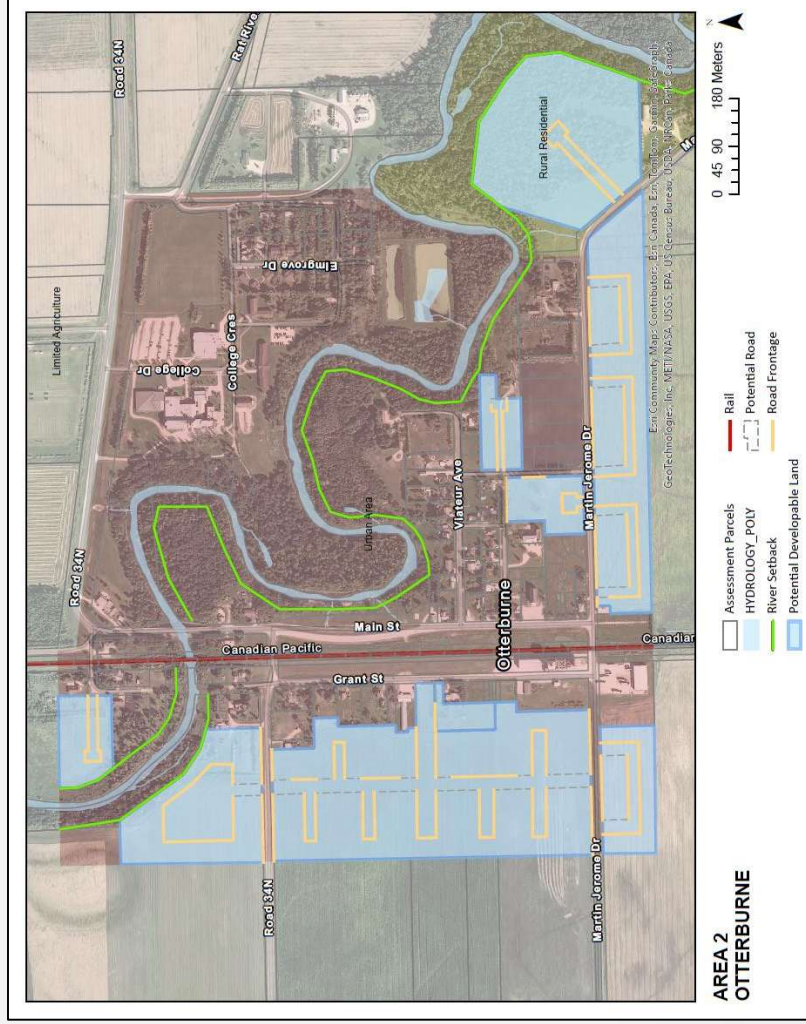 Road 34N
Rat River
Limited Agriculture
Road 34N
College Dr
College Cres
Elmgrove Dr
Rural Residential
Urban Area
Viateur Ave
Main St
Canadian Pacific
Grant St
Otterburne
Martin Jerome Dr
Canadian
Road 34N
Martin Jerome Dr
Esri Community Maps Contributors, Esri Canada, Esri, TomTom, Garmin, SafeGraph,
GeoTechnologies, Inc, METI/NASA, USGS, EPA, US Census Bureau, USDA, NRCan, Parks Canada
AREA 2
OTTERBURNE
Assessment Parcels
HYDROLOGY_POLY
River Setback
Potential Developable Land
Rail
Potential Road
Road Frontage
0 45 90 180 Meters
N